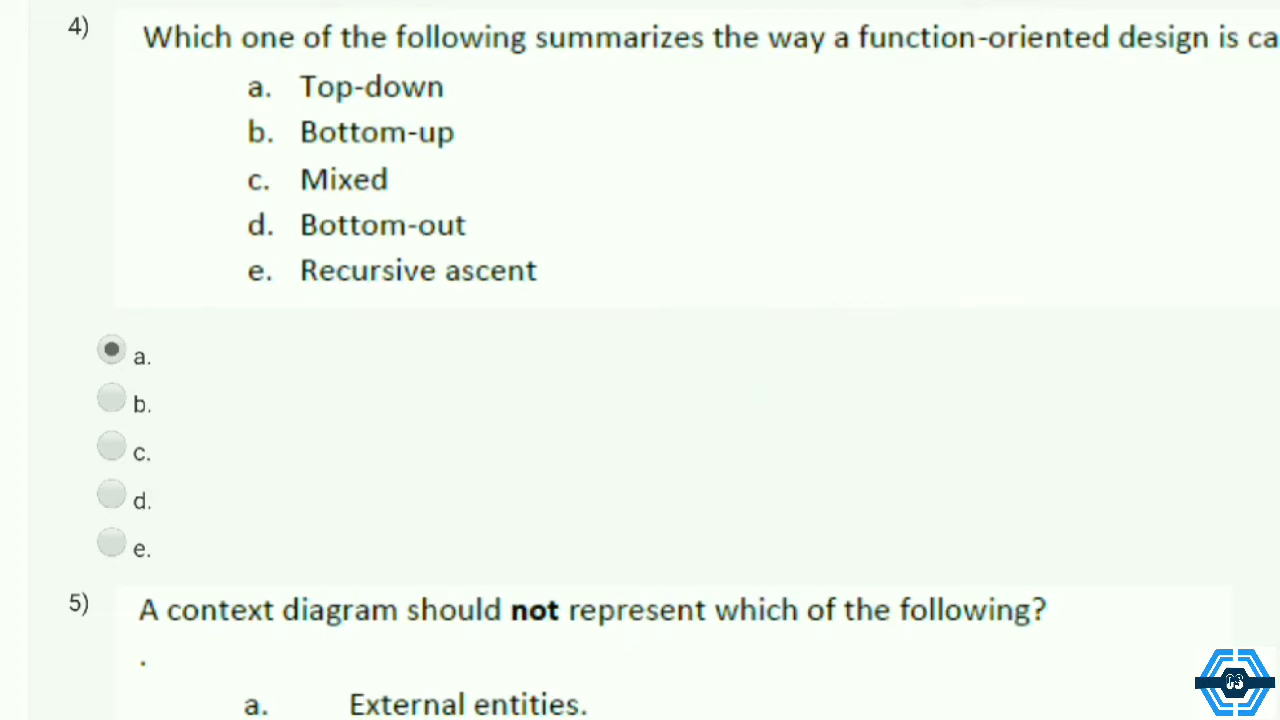 4)
Which one of the following summarizes the way a function-oriented design is ca
a. Top-down
b. Bottom-up
c. Mixed
d. Bottom-out
e. Recursive ascent
a.
b.
c.
d.
e.
5)
A context diagram should not represent which of the following?
.
a. External entities.